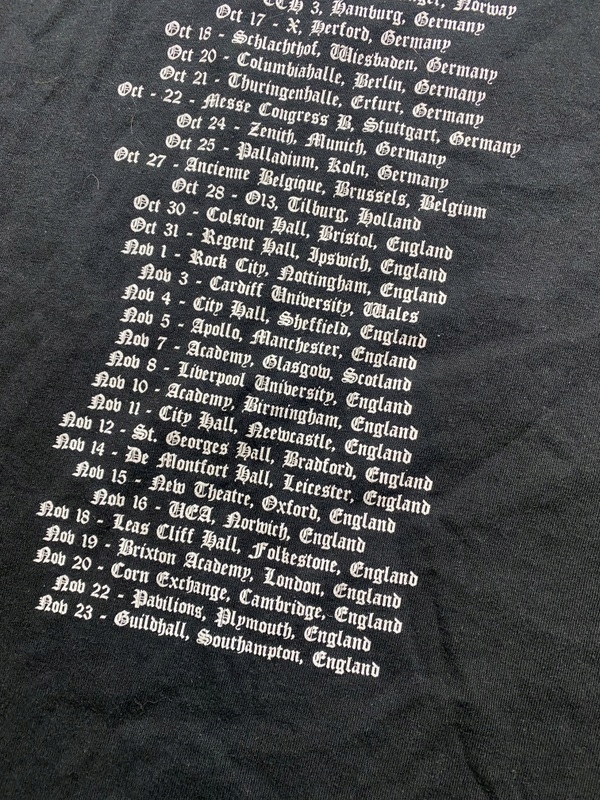 Norway
3, Hamburg, Germany
Oct 17 - X, Herford, Germany
Oct 18 - Schlachthof, Wiesbaden, Germany
Oct 20 - Columbiahalle, Berlin, Germany
Oct 21 - Thuringenhalle, Erfurt, Germany
Oct - 22 - Messe Congress B, Stuttgart, Germany
Oct 24 - Zenith, Munich, Germany
Oct 25 - Palladium, Koln, Germany
Oct 27 - Ancienne Belgique, Brussels, Belgium
Oct 28 - 013, Tilburg, Holland
Oct 30 - Colston Hall, Bristol, England
Oct 31 - Regent Hall, Ipswich, England
Nov 1 - Rock City, Nottingham, England
Nov 3 - Cardiff University, Wales
Nov 4 - City Hall, Sheffield, England
Nov 5 - Apollo, Manchester, England
Nov 7 - Academy, Glasgow, Scotland
Nov 8 - Liverpool University, England
Nov 10 - Academy, Birmingham, England
Nov 11 - City Hall, Neewcastle, England
Nov 12 - St. Georges Hall, Bradford, England
Nov 14 - De Montfort Hall, Leicester, England
Nov 15 - New Theatre, Oxford, England
Nov 16 - UEA, Norwich, England
Nov 18 - Leas Cliff Hall, Folkestone, England
Nov 19 - Brixton Academy, London, England
Nov 20 - Corn Exchange, Cambridge, England
Nov 22 - Pavilions, Plymouth, England
Nov 23 - Guildhall, Southampton, England